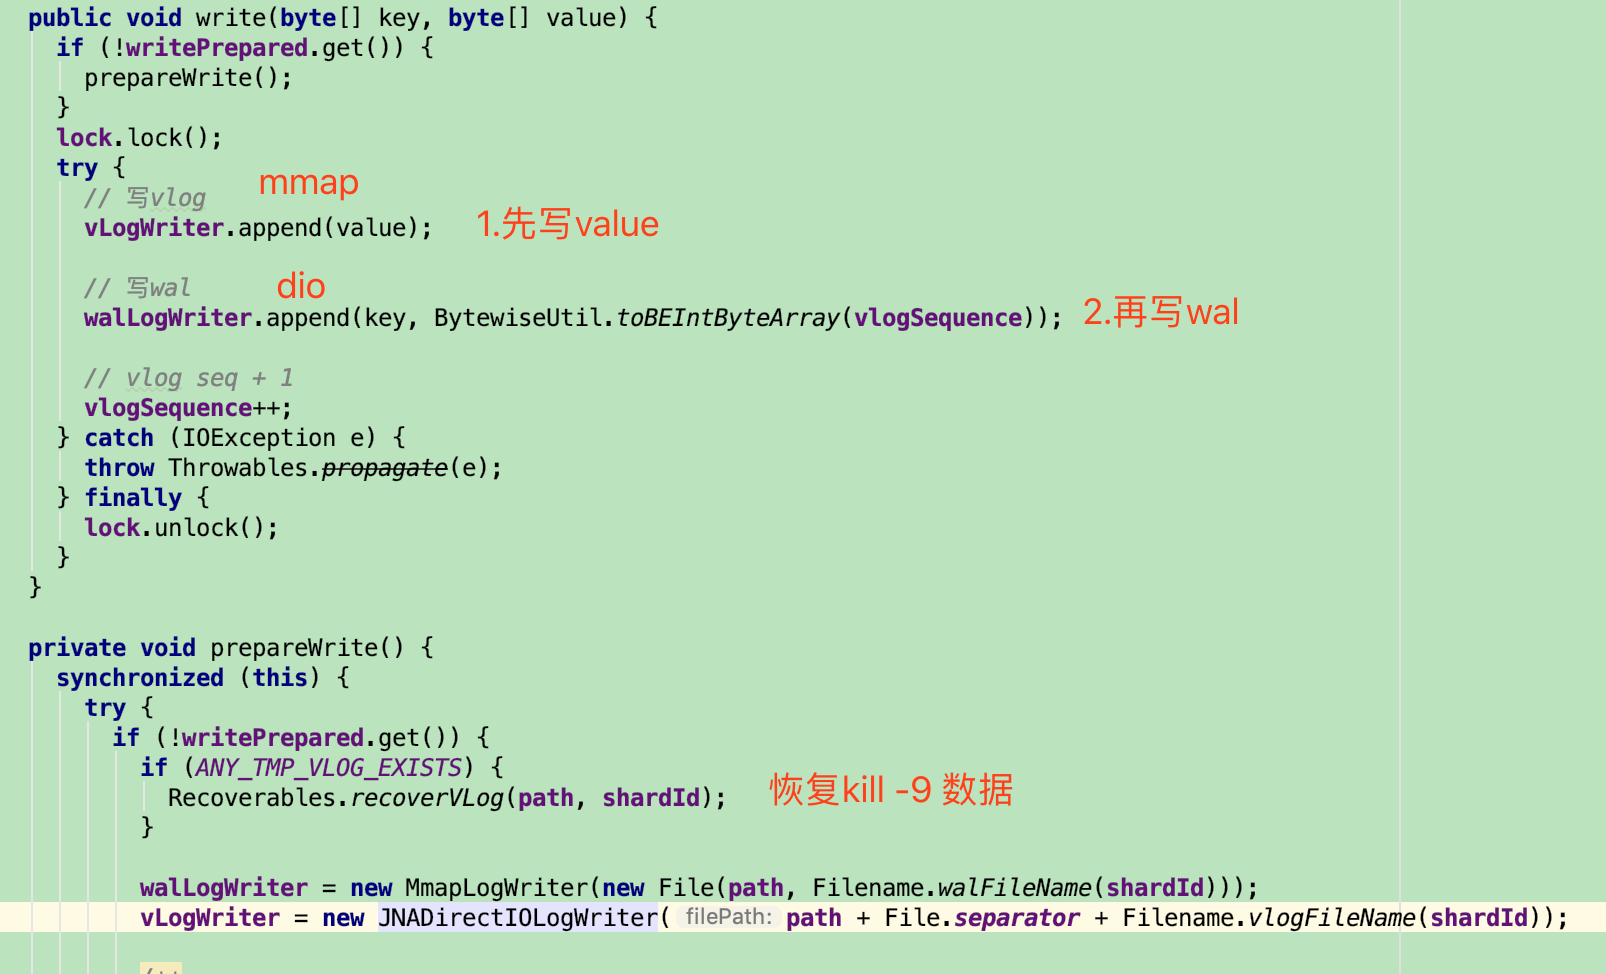 public void write(byte[] key, byte[] value) {
if (!writePrepared.get()) {
prepareWrite();
}
lock.lock();
try {
// 写vlog mmap
vLogWriter.append(value); 1.先写value
// 写wal dio
walLogWriter.append(key, BytewiseUtil.toBEIntByteArray(vlogSequence)); 2.再写wal
// vlog seq + 1
vlogSequence++;
} catch (IOException e) {
throw Throwables.propagate(e);
} finally {
lock.unlock();
}
}
private void prepareWrite() {
synchronized (this) {
try {
if (!writePrepared.get()) {
if (ANY_TMP_VLOG_EXISTS) {
Recoverables.recoverVLog(path, shardId); 恢复kill -9 数据
}
walLogWriter = new MmapLogWriter(new File(path, Filename.walFileName(shardId)));
vLogWriter = new JNADirectIOLogWriter( filePath: path + File.separator + Filename.vlogFileName(shardId));